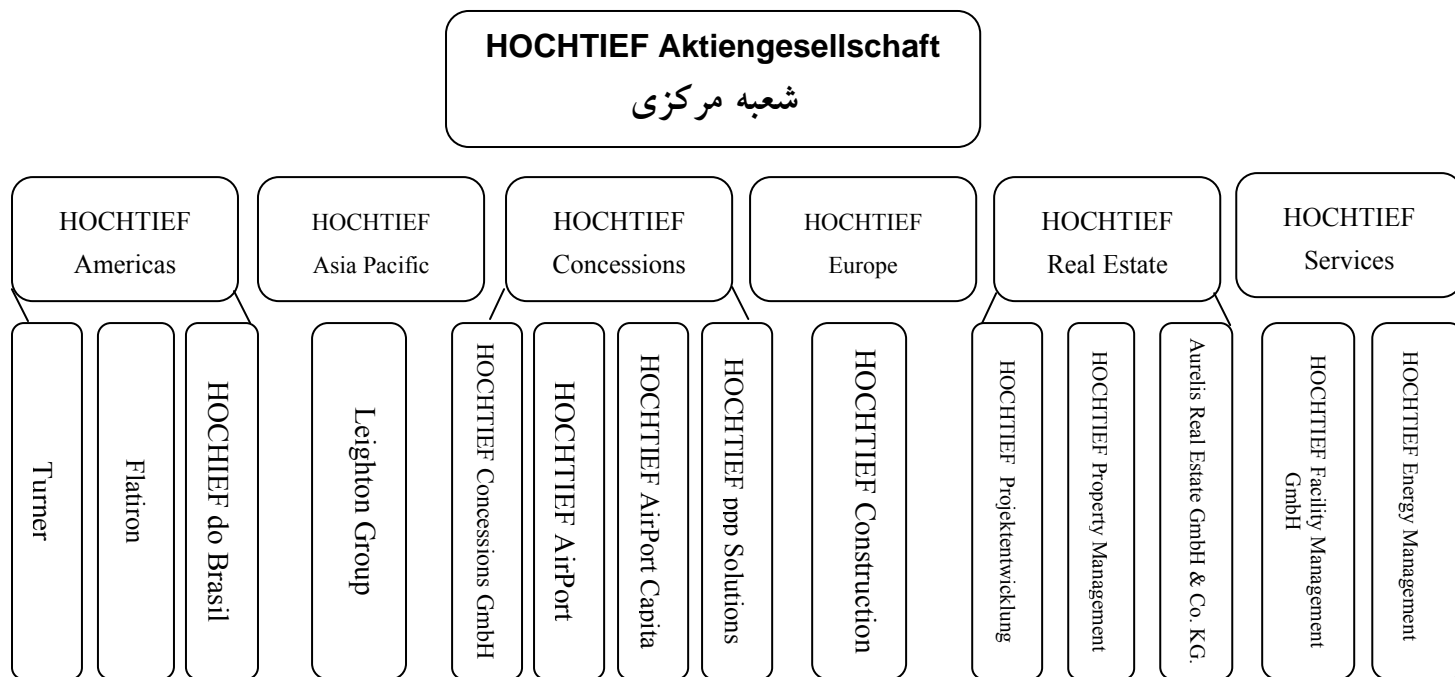 HOCHTIEF Aktiengesellschaft
شعبه مرکزی
HOCHTIEF
Americas
HOCHTIEF
Asia Pacific
HOCHTIEF
Concessions
HOCHTIEF
Europe
HOCHTIEF
Real Estate
HOCHTIEF
Services
Turner
Flatiron
HOCHIEF do Brasil
Leighton Group
HOCHTIEF Concessions GmbH
HOCHTIEF AirPort
HOCHTIEF AirPort Capita
HOCHTIEF ppp Solutions
HOCHTIEF Construction
HOCHTIEF Projektentwicklung
HOCHTIEF Property Management
Aurelis Real Estate GmbH & Co. KG.
HOCHTIEF Facility Management
GmbH
HOCHTIEF Energy Management